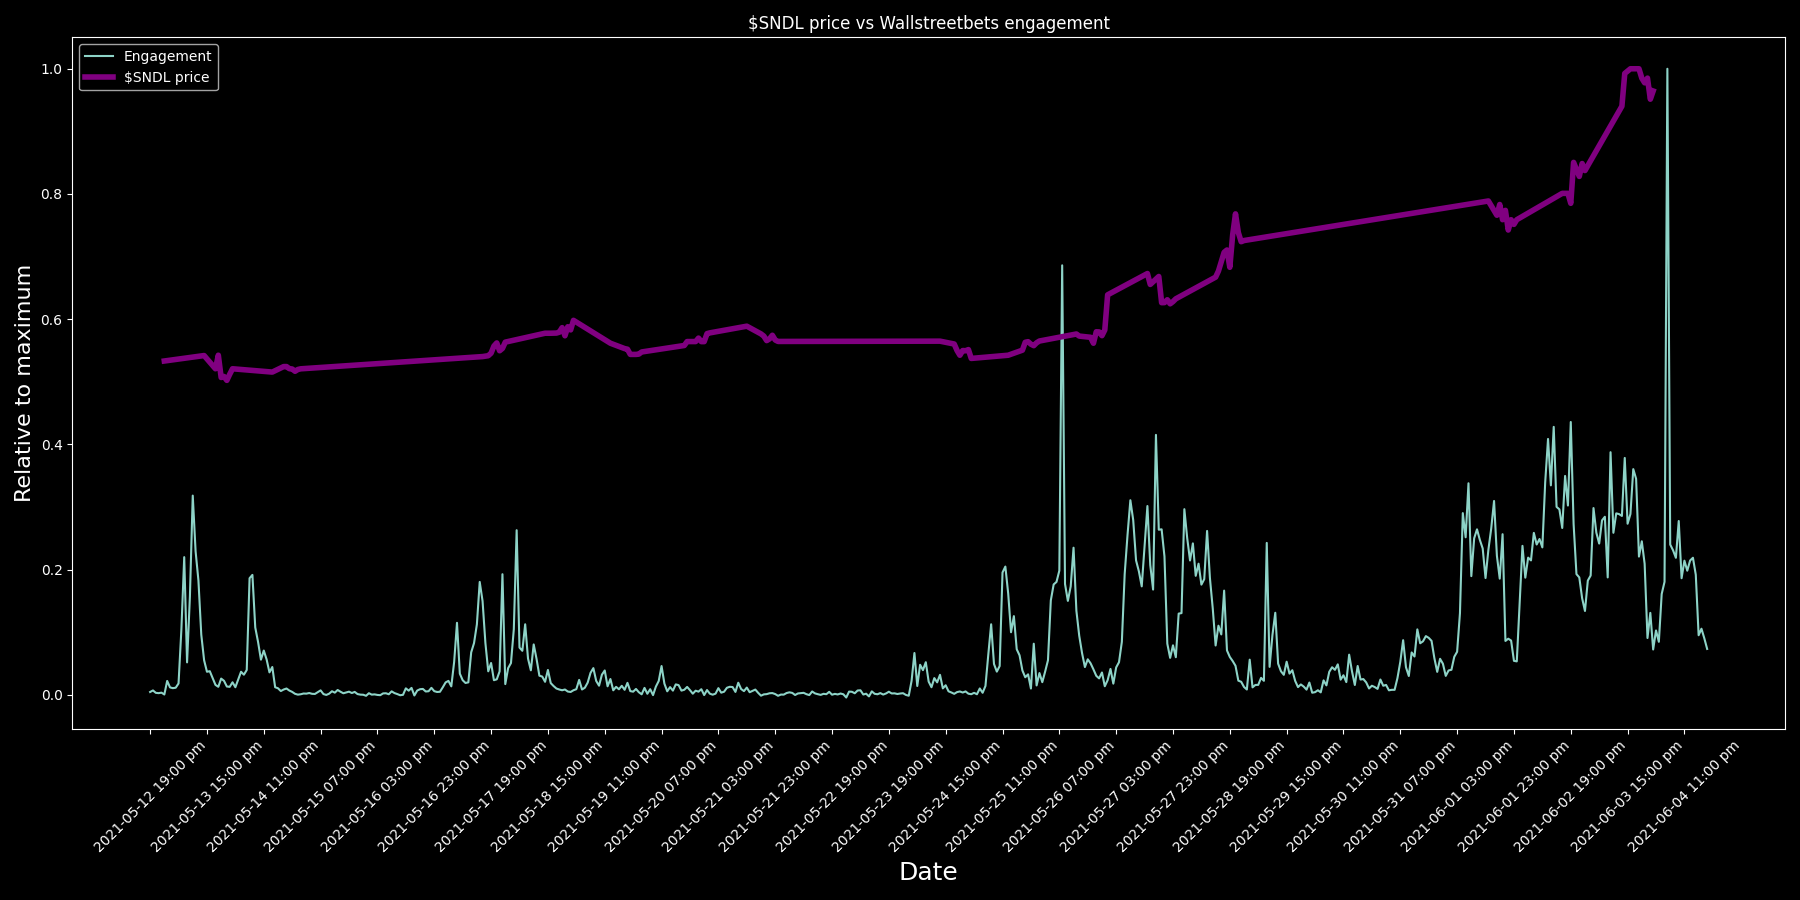 $SNDL price vs Wallstreetbets engagement
Engagement
$SNDL price
Relative to maximum
1.0
0.8
0.6
0.4
0.2
0.0
2021-05-12 19:00 pm
2021-05-13 15:00 pm
2021-05-14 11:00 pm
2021-05-15 07:00 pm
2021-05-16 03:00 pm
2021-05-16 23:00 pm
2021-05-17 19:00 pm
2021-05-18 15:00 pm
2021-05-19 11:00 pm
2021-05-20 07:00 pm
2021-05-21 03:00 pm
2021-05-21 23:00 pm
2021-05-22 19:00 pm
2021-05-23 19:00 pm
2021-05-24 15:00 pm
2021-05-25 11:00 pm
2021-05-26 07:00 pm
2021-05-27 03:00 pm
2021-05-27 23:00 pm
2021-05-28 19:00 pm
2021-05-29 15:00 pm
2021-05-30 11:00 pm
2021-05-31 07:00 pm
2021-06-01 03:00 pm
2021-06-01 23:00 pm
2021-06-02 19:00 pm
2021-06-03 15:00 pm
2021-06-04 11:00 pm
Date